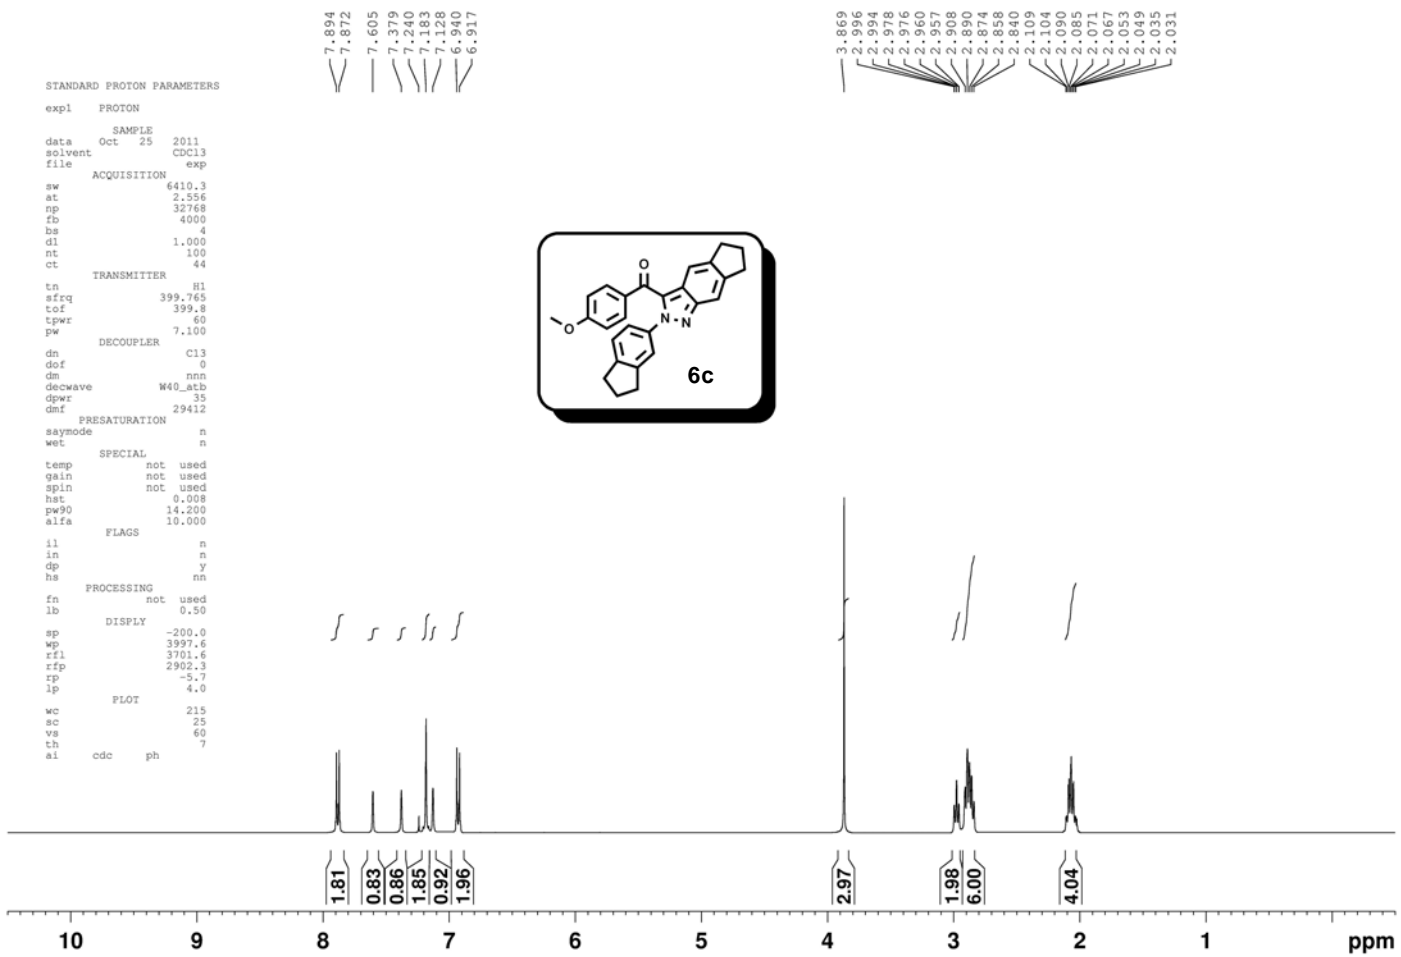 7.894
7.872
7.605
7.379
7.240
7.183
7.128
6.940
6.917
3.869
2.996
2.994
2.978
2.976
2.960
2.957
2.908
2.890
2.874
2.858
2.840
2.109
2.104
2.090
2.085
2.071
2.067
2.053
2.049
2.035
2.031
STANDARD PROTON PARAMETERS
exp1 PROTON
SAMPLE
data Oct 25 2011
solvent CDCl3
file exp
ACQUISITION
sw 6410.3
at 2.556
np 32768
fb 4000
bs 4
d1 1.000
nt 100
ct 44
TRANSMITTER
tn H1
sfrq 399.765
tof 399.8
tpwr 60
pw 7.100
DECOUPLER
dn C13
dof 0
dm nnn
decwave W40_atb
dpwr 35
dmf 29412
PRESATURATION
saymode n
wet n
SPECIAL
temp not used
gain not used
spin not used
hst 0.008
pw90 14.200
alfa 10.000
FLAGS
il n
in n
dp y
hs nn
PROCESSING
fn not used
lb 0.50
DISPLY
sp -200.0
wp 3997.6
rfl 3701.6
rfp 2902.3
rp -5.7
lp 4.0
PLOT
wc 215
sc 25
vs 60
th 7
ai cdc ph
O
O
N - N
6c
1.81
0.83
0.86
1.85
0.92
1.96
2.97
1.98
6.00
4.04
10 9 8 7 6 5 4 3 2 1 ppm